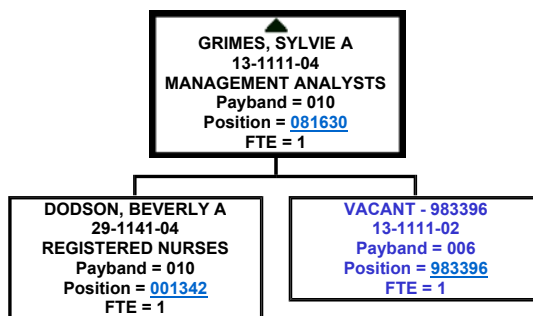 GRIMES, SYLVIE A
13-1111-04
MANAGEMENT ANALYSTS
Payband = 010
Position = 081630
FTE = 1
DODSON, BEVERLY A
29-1141-04
REGISTERED NURSES
Payband = 010
Position = 001342
FTE = 1
VACANT - 983396
13-1111-02
Payband = 006
Position = 983396
FTE = 1